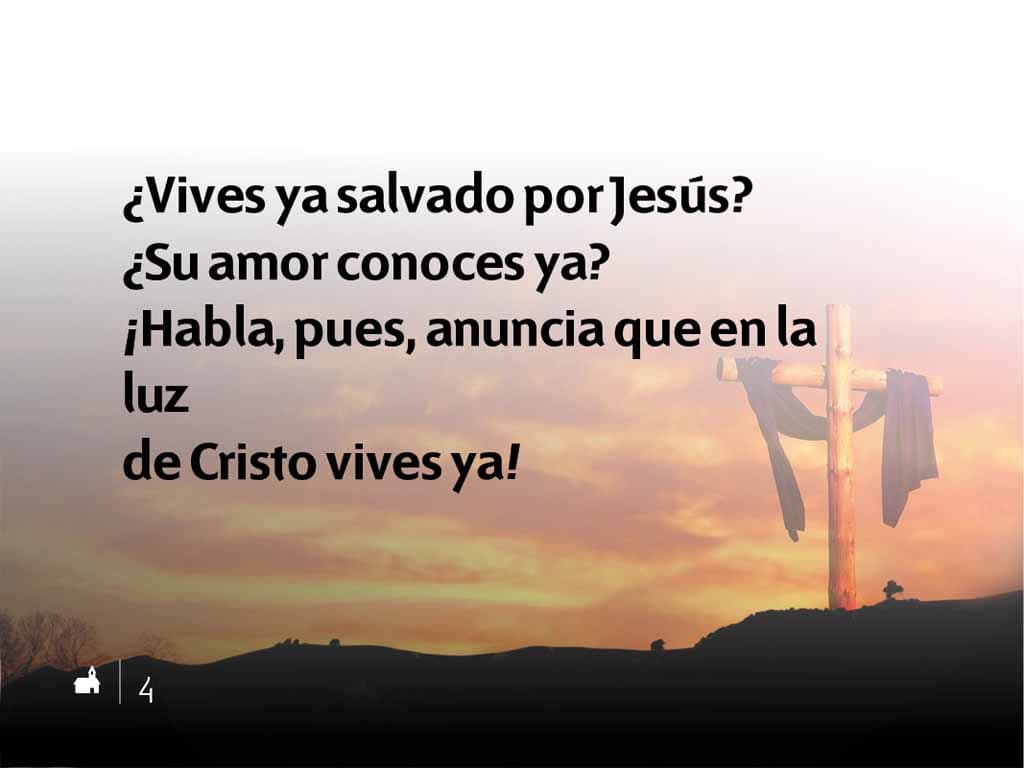 ¿Vives ya salvado por Jesús?
¿Su amor conoces ya?
¡Habla, pues, anuncia que en la
luz
de Cristo vives ya!
4